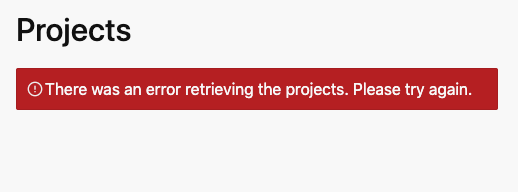 Projects
There was an error retrieving the projects. Please try again.